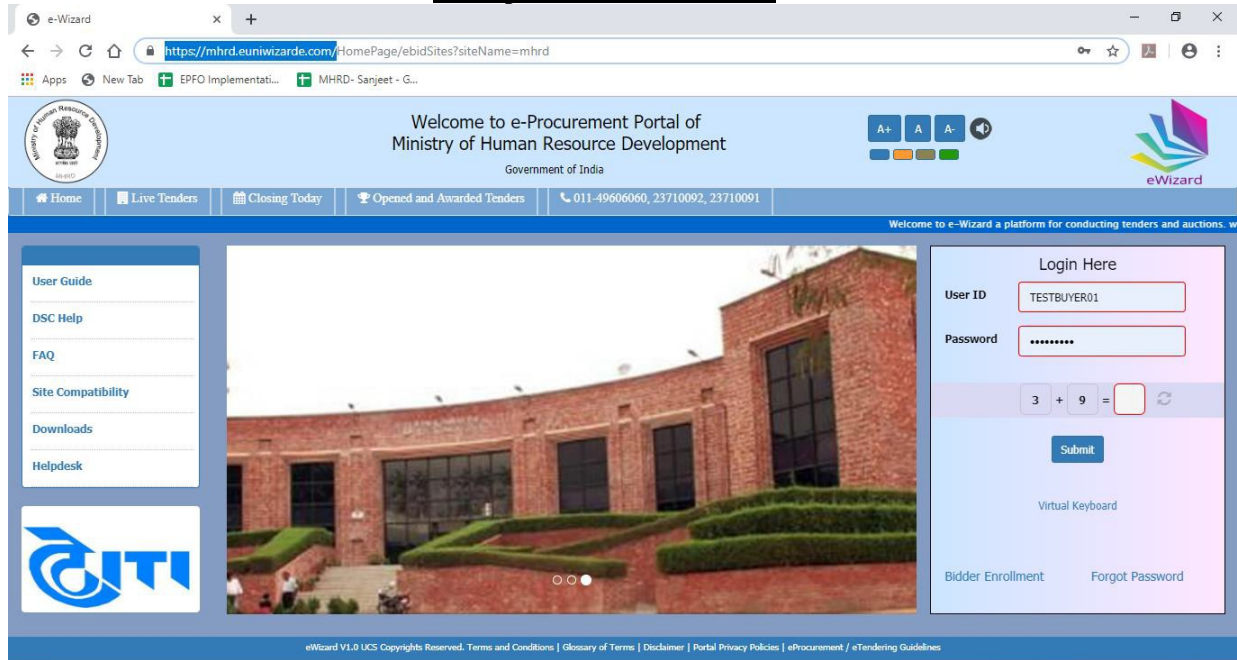 e-Wizard
https://mhrd.euniwizarde.com/HomePage/ebidSites?siteName=mhrd
Apps New Tab EPFO Implementati... MHRD- Sanjeet - G...
Ministry of Human Resource Development
Welcome to e-Procurement Portal of
Ministry of Human Resource Development
Government of India
A+ A A-
eWizard
Home Live Tenders Closing Today Opened and Awarded Tenders 011-49606060, 23710092, 23710091
Welcome to e-Wizard a platform for conducting tenders and auctions. w
User Guide
DSC Help
FAQ
Site Compatibility
Downloads
Helpdesk
ITI
Login Here
User ID TESTBUYER01
Password •••••••••
3 + 9 =
Submit
Virtual Keyboard
Bidder Enrollment Forgot Password
eWizard V1.0 UCS Copyrights Reserved. Terms and Conditions | Glossary of Terms | Disclaimer | Portal Privacy Policies | eProcurement / eTendering Guidelines